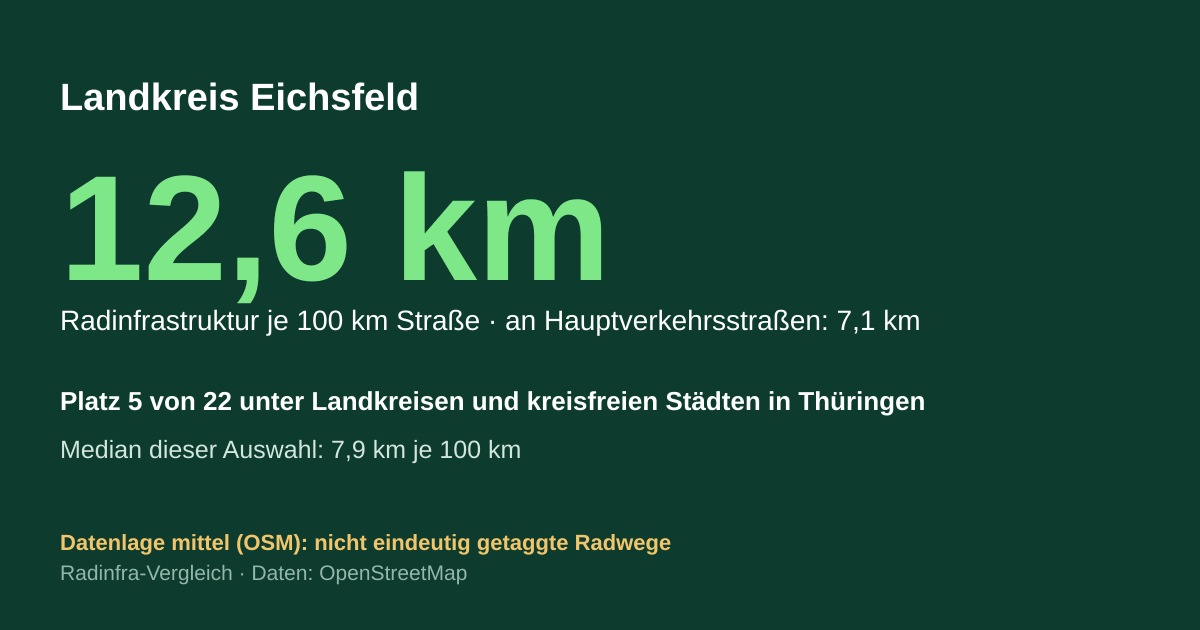 Landkreis Eichsfeld
12,6 km
Radinfrastruktur je 100 km Straße · an Hauptverkehrsstraßen: 7,1 km
Platz 5 von 22 unter Landkreisen und kreisfreien Städten in Thüringen
Median dieser Auswahl: 7,9 km je 100 km
Datenlage mittel (OSM): nicht eindeutig getaggte Radwege
Radinfra-Vergleich · Daten: OpenStreetMap